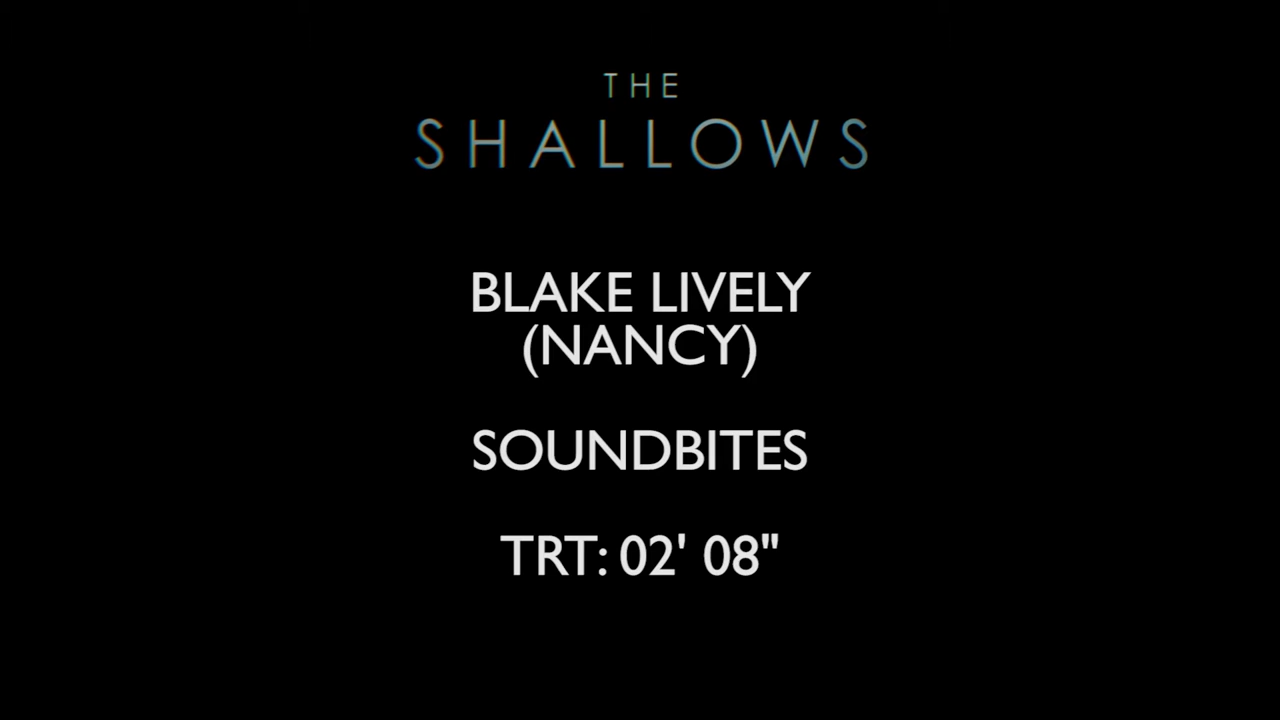 THE
SHALLOWS
BLAKE LIVELY
(NANCY)
SOUNDBITES
TRT: 02' 08"